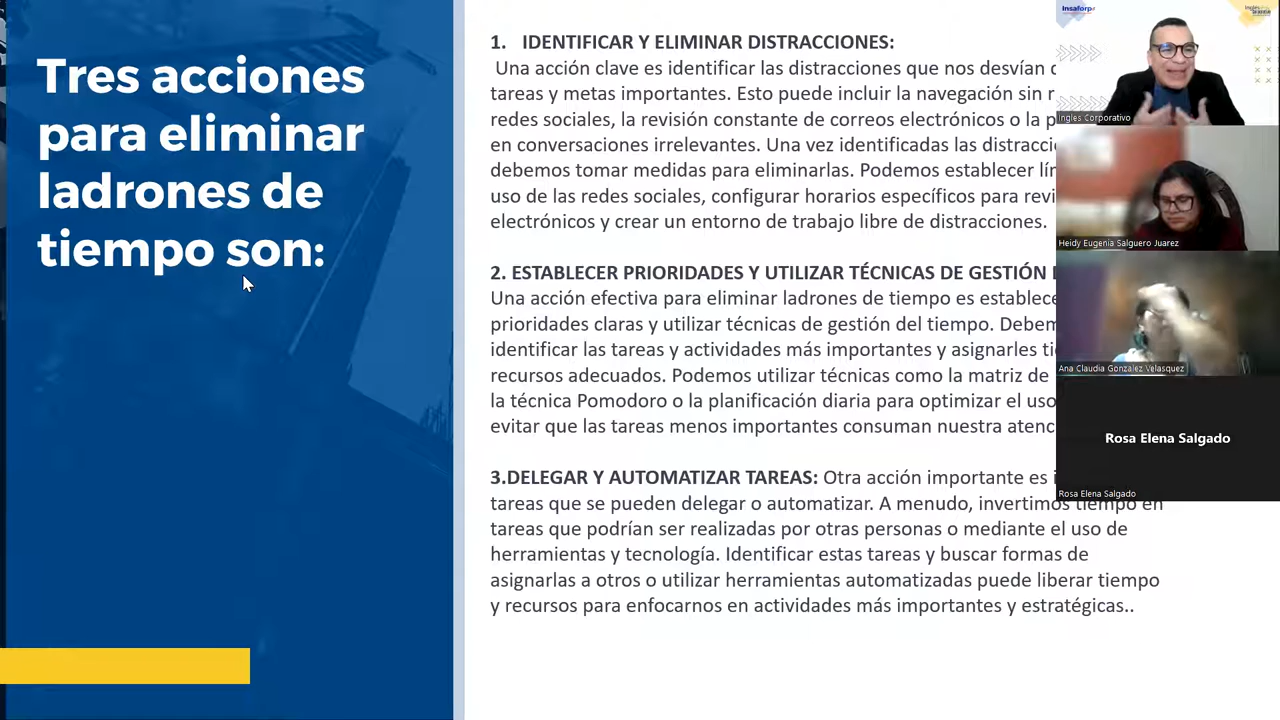 Tres acciones
para eliminar
ladrones de
tiempo son:
1. IDENTIFICAR Y ELIMINAR DISTRACCIONES:
Una acción clave es identificar las distracciones que nos desvían
tareas y metas importantes. Esto puede incluir la navegación sin
redes sociales, la revisión constante de correos electrónicos o la
en conversaciones irrelevantes. Una vez identificadas las
debemos tomar medidas para eliminarlas. Podemos establecer
uso de las redes sociales, configurar horarios específicos para
electrónicos y crear un entorno de trabajo libre de distracciones.
2. ESTABLECER PRIORIDADES Y UTILIZAR TÉCNICAS DE GESTIÓN
Una acción efectiva para eliminar ladrones de tiempo es
prioridades claras y utilizar técnicas de gestión del tiempo.
identificar las tareas y actividades más importantes y asignarles
recursos adecuados. Podemos utilizar técnicas como la matriz de
la técnica Pomodoro o la planificación diaria para optimizar el uso
evitar que las tareas menos importantes consuman nuestra
3.DELEGAR Y AUTOMATIZAR TAREAS: Otra acción importante es
tareas que se pueden delegar o automatizar. A menudo, invertimos tiempo en
tareas que podrían ser realizadas por otras personas o mediante el uso de
herramientas y tecnología. Identificar estas tareas y buscar formas de
asignarlas a otros o utilizar herramientas automatizadas puede liberar tiempo
y recursos para enfocarnos en actividades más importantes y estratégicas..
Insaforp
Ingles Corporativo
Heidy Eugenia Salguero Juarez
Ana Claudia Gonzalez Velasquez
Rosa Elena Salgado
Rosa Elena Salgado